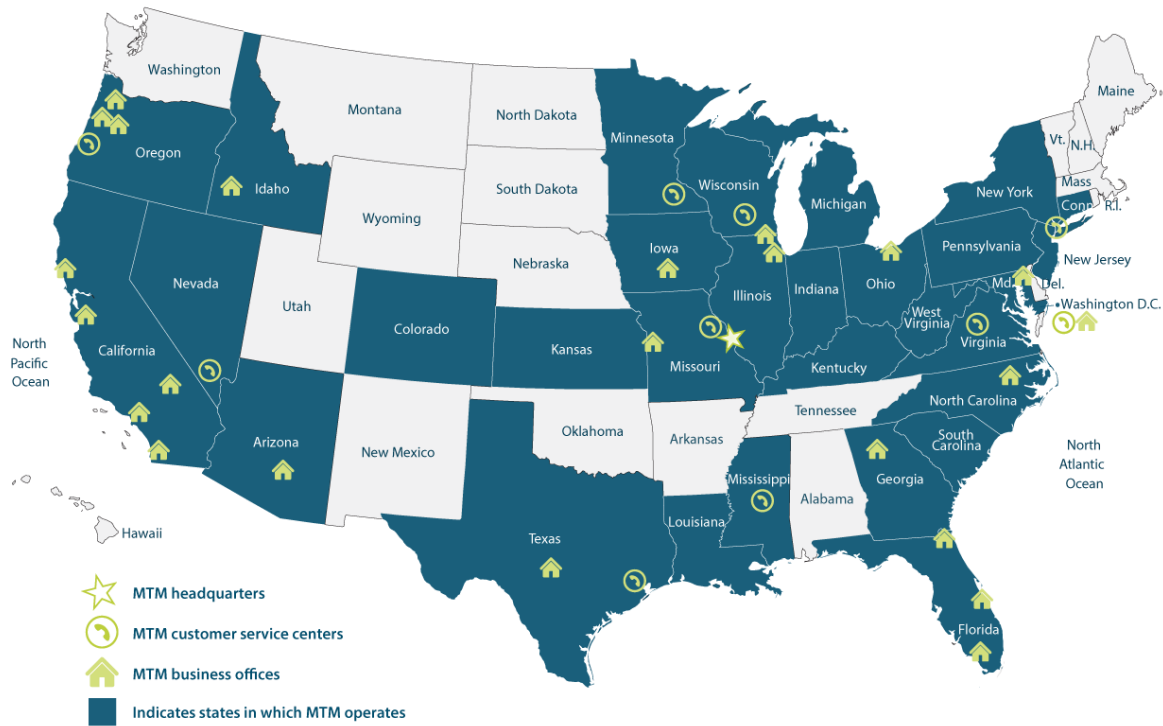 Washington
Montana
North Dakota
Minnesota
Maine
Vt.
N.H.
Oregon
Idaho
South Dakota
Wisconsin
Michigan
New York
Mass
Conn
R.I.
Wyoming
Iowa
Pennsylvania
New Jersey
Nebraska
Nevada
Utah
Colorado
Illinois
Indiana
Ohio
Md.
Del.
Washington D.C.
West
Virginia
Virginia
North
Pacific
Ocean
California
Kansas
Missouri
Kentucky
North Carolina
Tennessee
Arizona
New Mexico
Oklahoma
Arkansas
South
Carolina
North
Atlantic
Ocean
Mississippi
Alabama
Georgia
Louisiana
Texas
Hawaii
Florida
MTM headquarters
MTM customer service centers
MTM business offices
Indicates states in which MTM operates